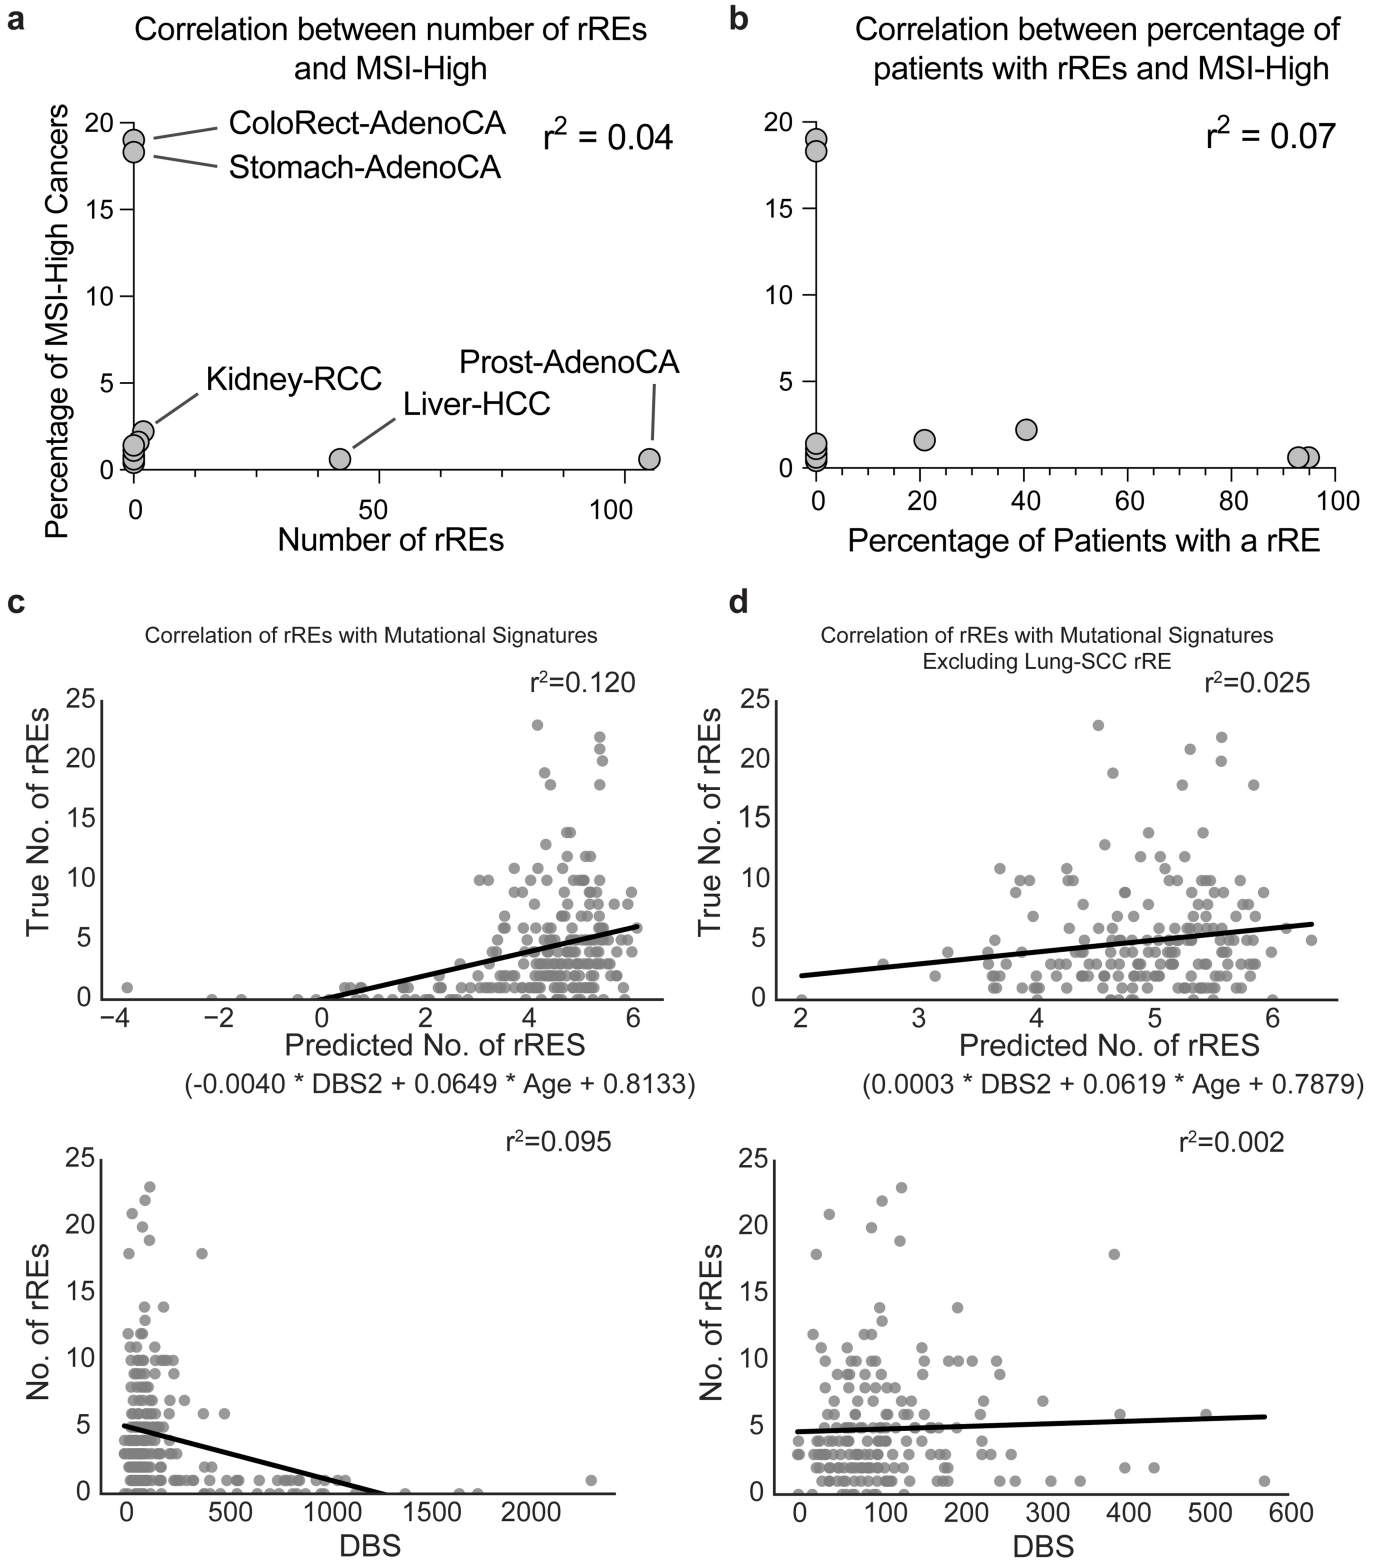 a
Correlation between number of rREs
and MSI-High
r² = 0.04
Percentage of MSI-High Cancers
20
15
10
5
0
ColoRect-AdenoCA
Stomach-AdenoCA
Kidney-RCC
Prost-AdenoCA
Liver-HCC
0 50 100
Number of rREs
b
Correlation between percentage of
patients with rREs and MSI-High
r² = 0.07
20
15
10
5
0
0 20 40 60 80 100
Percentage of Patients with a rRE
c
Correlation of rREs with Mutational Signatures
r²=0.120
True No. of rREs
25
20
15
10
5
0
−4 −2 0 2 4 6
Predicted No. of rRES
(-0.0040 * DBS2 + 0.0649 * Age + 0.8133)
r²=0.095
No. of rREs
25
20
15
10
5
0
0 500 1000 1500 2000
DBS
d
Correlation of rREs with Mutational Signatures
Excluding Lung-SCC rRE
r²=0.025
True No. of rREs
25
20
15
10
5
0
2 3 4 5 6
Predicted No. of rRES
(0.0003 * DBS2 + 0.0619 * Age + 0.7879)
r²=0.002
No. of rREs
25
20
15
10
5
0
0 100 200 300 400 500 600
DBS